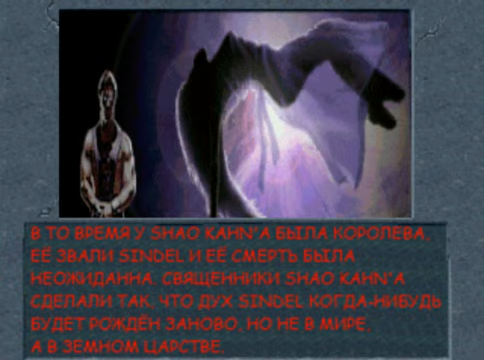 В ТО ВРЕМЯ У SHAO KAHN'А БЫЛА КОРОЛЕВА.
ЕЁ ЗВАЛИ SINDEL И ЕЁ СМЕРТЬ БЫЛА
НЕОЖИДАННА. СВЯЩЕННИКИ SHAO KAHN'А
СДЕЛАЛИ ТАК, ЧТО ДУХ SINDEL КОГДА-НИБУДЬ
БУДЕТ РОЖДЁН ЗАНОВО, НО НЕ В МИРЕ,
А В ЗЕМНОМ ЦАРСТВЕ.